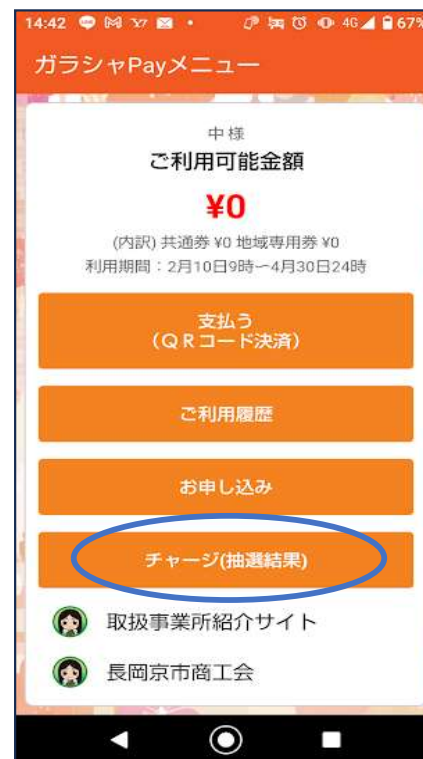 14:42 4G 67%
ガラシャPayメニュー
中様
ご利用可能金額
¥0
(内訳) 共通券 ¥0 地域専用券 ¥0
利用期間：2月10日9時〜4月30日24時
支払う
(QRコード決済)
ご利用履歴
お申し込み
チャージ(抽選結果)
取扱事業所紹介サイト
長岡京市商工会